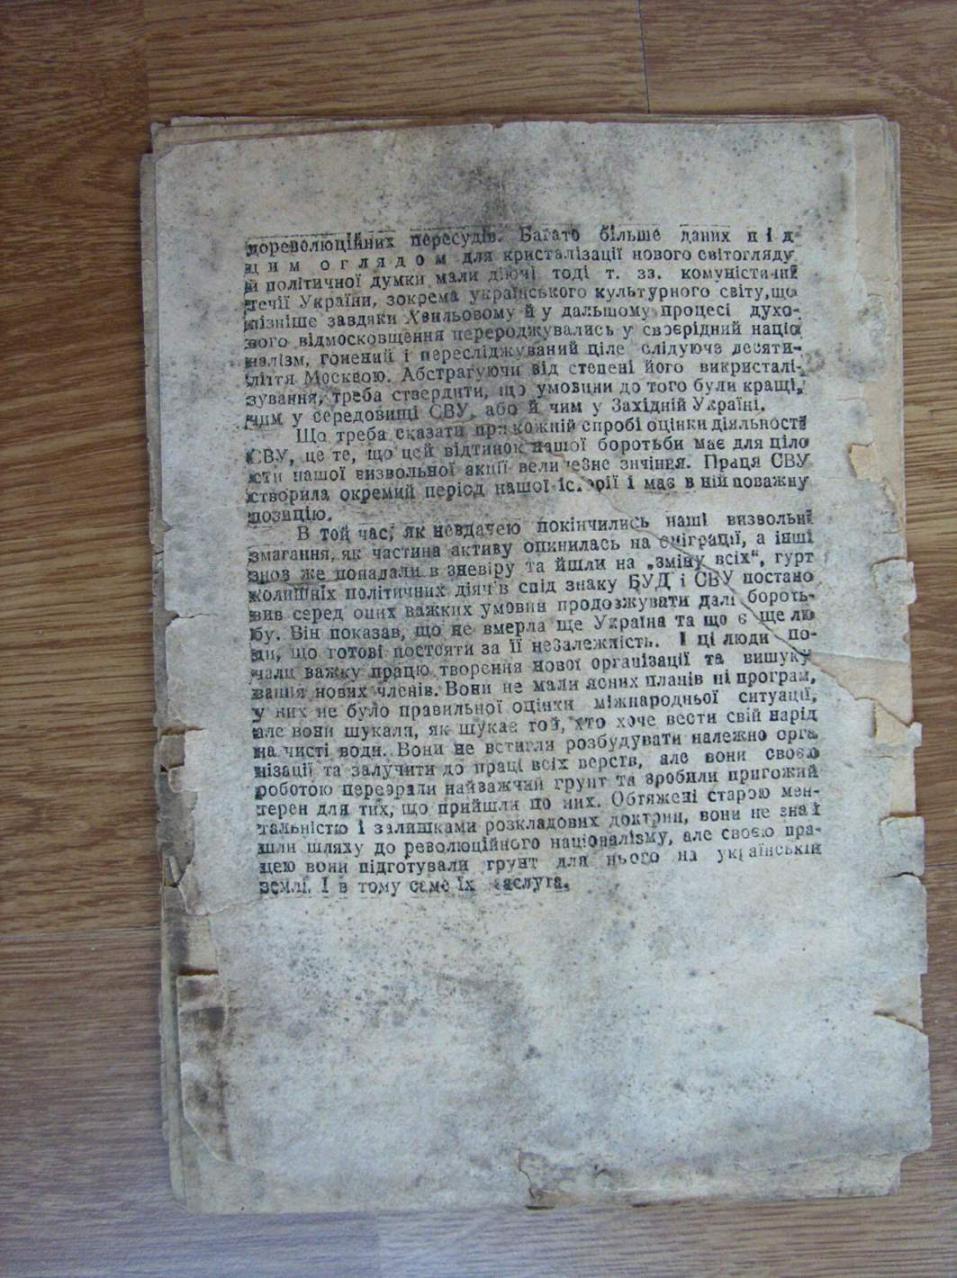 дореволюційних пересудів. Багато більше даних п і д
ц и м  о г л я д о м для кристалізації нового світогляду
й політичної думки мали діючі тоді т. зв. комуністичні
течії України, зокрема українського культурного світу, що
пізніше завдяки Хвильовому й у дальшому процесі духо-
вого відмосковщення перероджувались у своєрідний націо
налізм, гонений і переслідджуваний ціле слідуюче десяти-
ліття Москвою. Абстрагуючи від степені його викристалі-
зування, треба ствердити, що умовини до того були кращі,
чим у середовищі СВУ, або й чим у Західній Україні.
Що треба сказати при кожній спробі оцінки діяльності
СВУ, це те, що цей відтинок нашої боротьби має для ціло
сти нашої визвольної акції величезне знчіння. Праця СВУ
створила окремий період нашої історії і має в ній поважну
позицію.
В той час, як невдачею покінчились наші визвольні
змагання, як частина активу опинилась на еміграції, а інші
знов же попадали в зневіру та йшли на „зміну всіх“, гурт
колишніх політичних діячів спід знаку БУД і СВУ постано
вив серед оцих важких умовин продовжувати далі бороть-
бу. Він показав, що не вмерла ще Україна та що є ще лю
ди, що готові постояти за її незалежність. І ці люди по-
чали важку працю творення нової організації та вишуку
вання нових членів. Вони не мали ясних плянів ні програм,
у них не було правильної оцінки міжнародньої ситуації,
але вони шукали, як шукає той, хто хоче вести свій нарід
на чисті води. Вони не встигли розбудувати належно орга
нізації та залучити до праці всіх верств, але вони своєю
роботою переорали найважчий грунт та зробили пригожий
терен для тих, що прийшли по них. Обтяжені старою мен-
тальністю і залишками розкладових доктрин, вони не знаі
шли шляху до революційного націоналізму, але своєю пра-
цею вони підготували грунт для нього на українській
землі. І в тому саме їх заслуга.